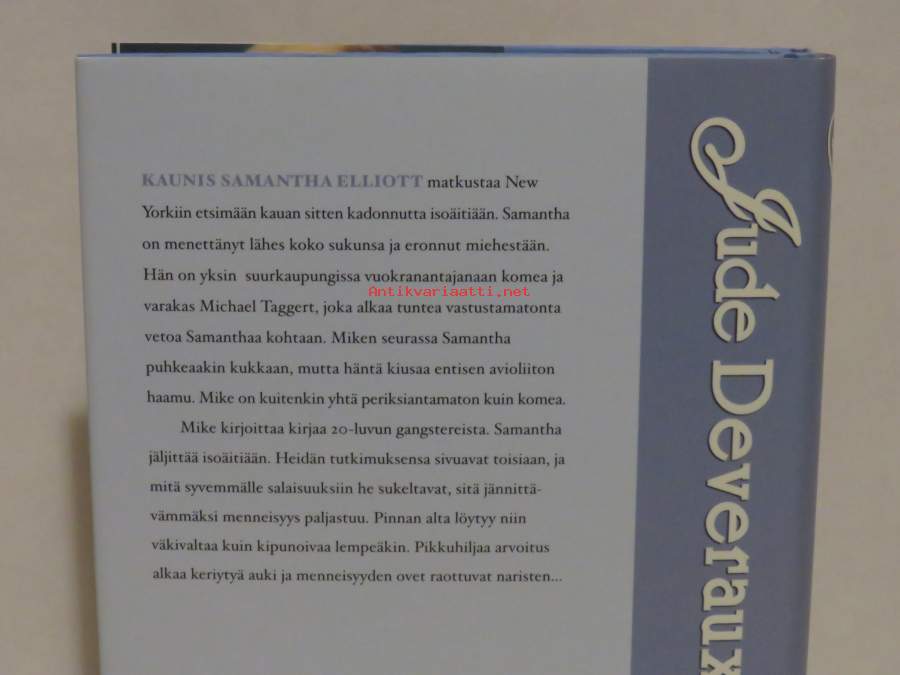 KAUNIS SAMANTHA ELLIOTT matkustaa New
Yorkiin etsimään kauan sitten kadonnutta isoäitiään. Samantha
on menettänyt lähes koko sukunsa ja eronnut miehestään.
Hän on yksin suurkaupungissa vuokranantajanaan komea ja
Antikvariaatti.net
varakas Michael Taggert, joka alkaa tuntea vastustamatonta
vetoa Samanthaa kohtaan. Miken seurassa Samantha
puhkeaakin kukkaan, mutta häntä kiusaa entisen avioliiton
haamu. Mike on kuitenkin yhtä periksiantamaton kuin komea.
Mike kirjoittaa kirjaa 20-luvun gangstereista. Samantha
jäljittää isoäitiään. Heidän tutkimuksensa sivuavat toisiaan, ja
mitä syvemmälle salaisuuksiin he sukeltavat, sitä jännittä-
vämmäksi menneisyys paljastuu. Pinnan alta löytyy niin
väkivaltaa kuin kipunoivaa lempeäkin. Pikkuhiljaa arvoitus
alkaa keriytyä auki ja menneisyyden ovet raottuvat naristen...
Jude Deveraux